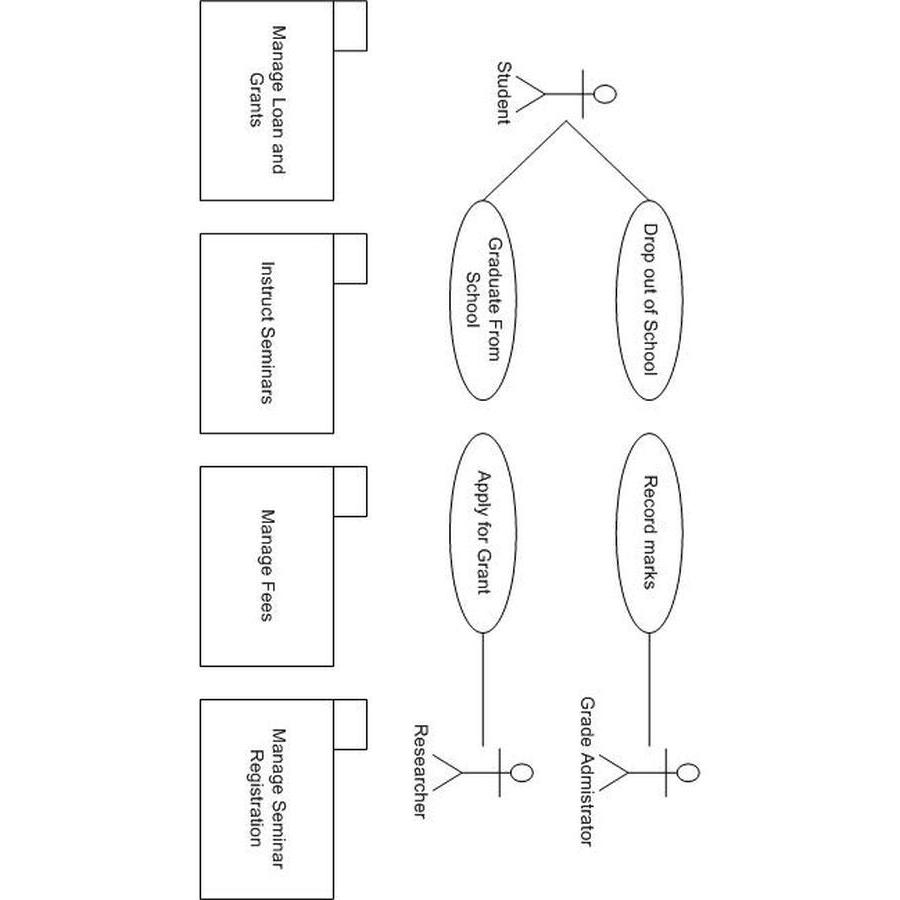 Drop out of School
Record marks
Student
Grade Admistrator
Graduate From
School
Apply for Grant
Researcher
Manage Loan and
Grants
Instruct Seminars
Manage Fees
Manage Seminar
Registration